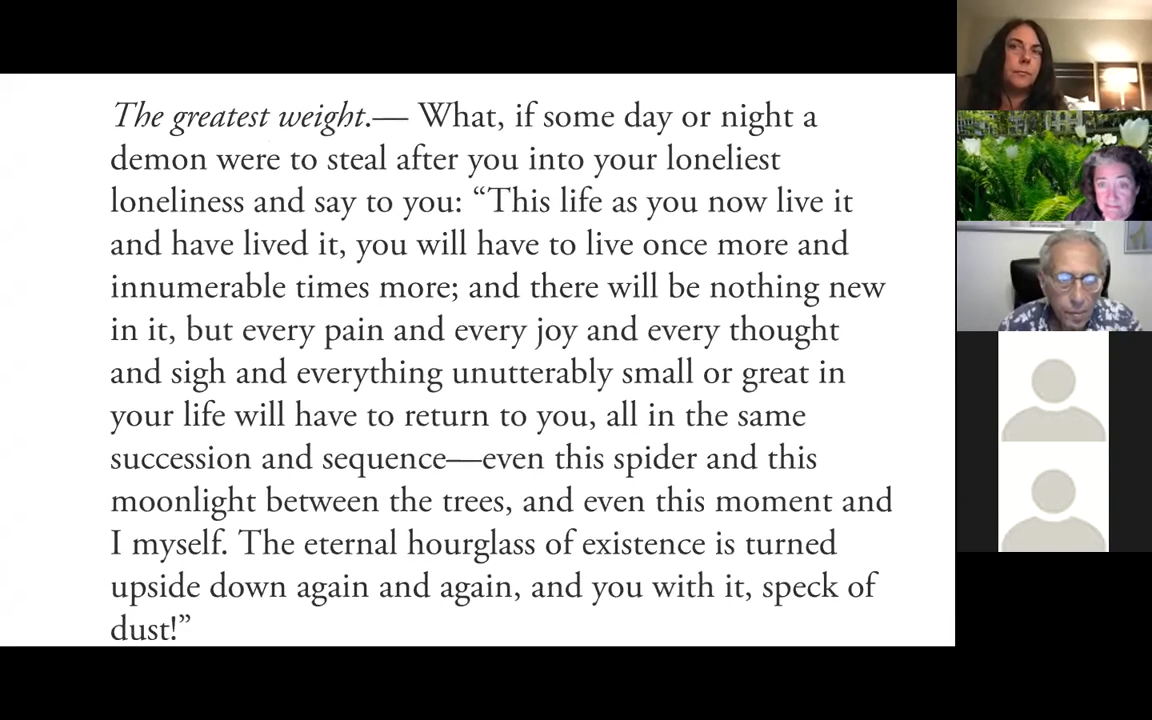 The greatest weight.— What, if some day or night a
demon were to steal after you into your loneliest
loneliness and say to you: “This life as you now live it
and have lived it, you will have to live once more and
innumerable times more; and there will be nothing new
in it, but every pain and every joy and every thought
and sigh and everything unutterably small or great in
your life will have to return to you, all in the same
succession and sequence—even this spider and this
moonlight between the trees, and even this moment and
I myself. The eternal hourglass of existence is turned
upside down again and again, and you with it, speck of
dust!”